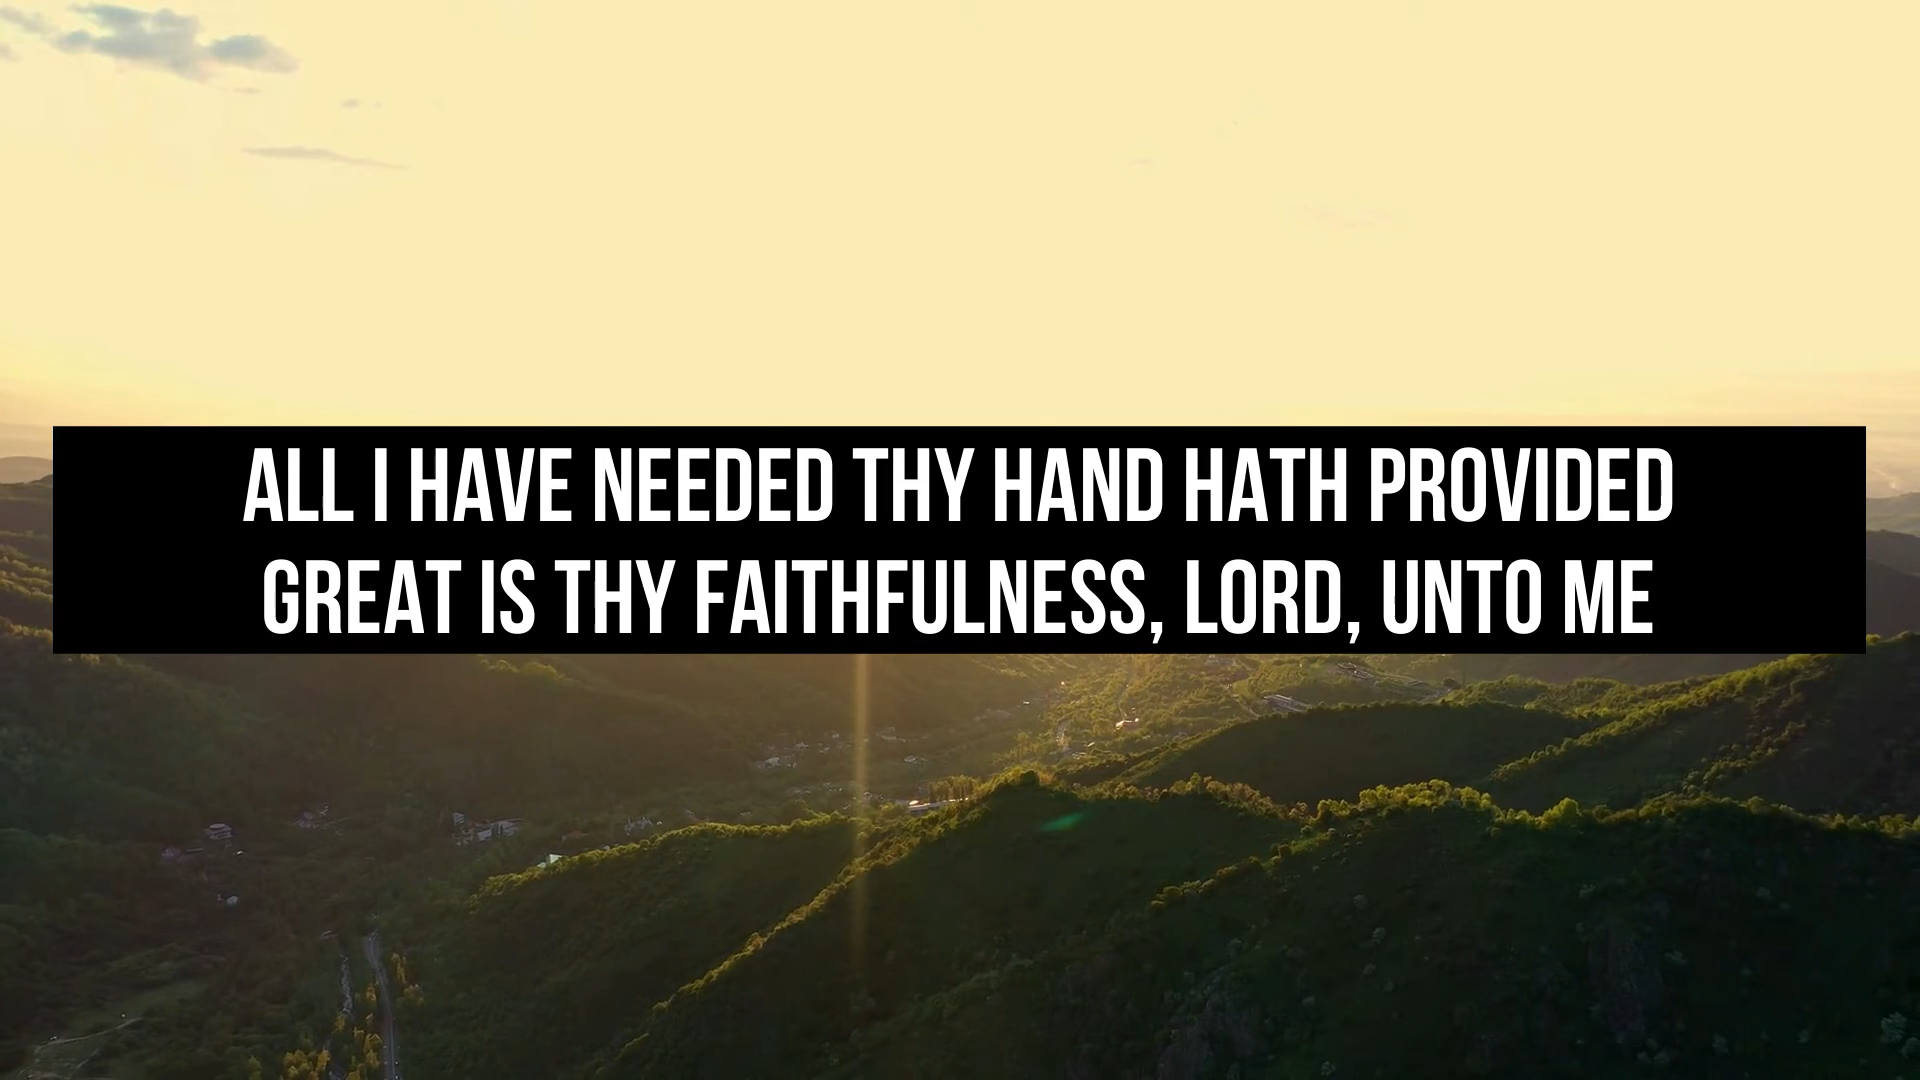 ALL I HAVE NEEDED THY HAND HATH PROVIDED
GREAT IS THY FAITHFULNESS, LORD, UNTO ME